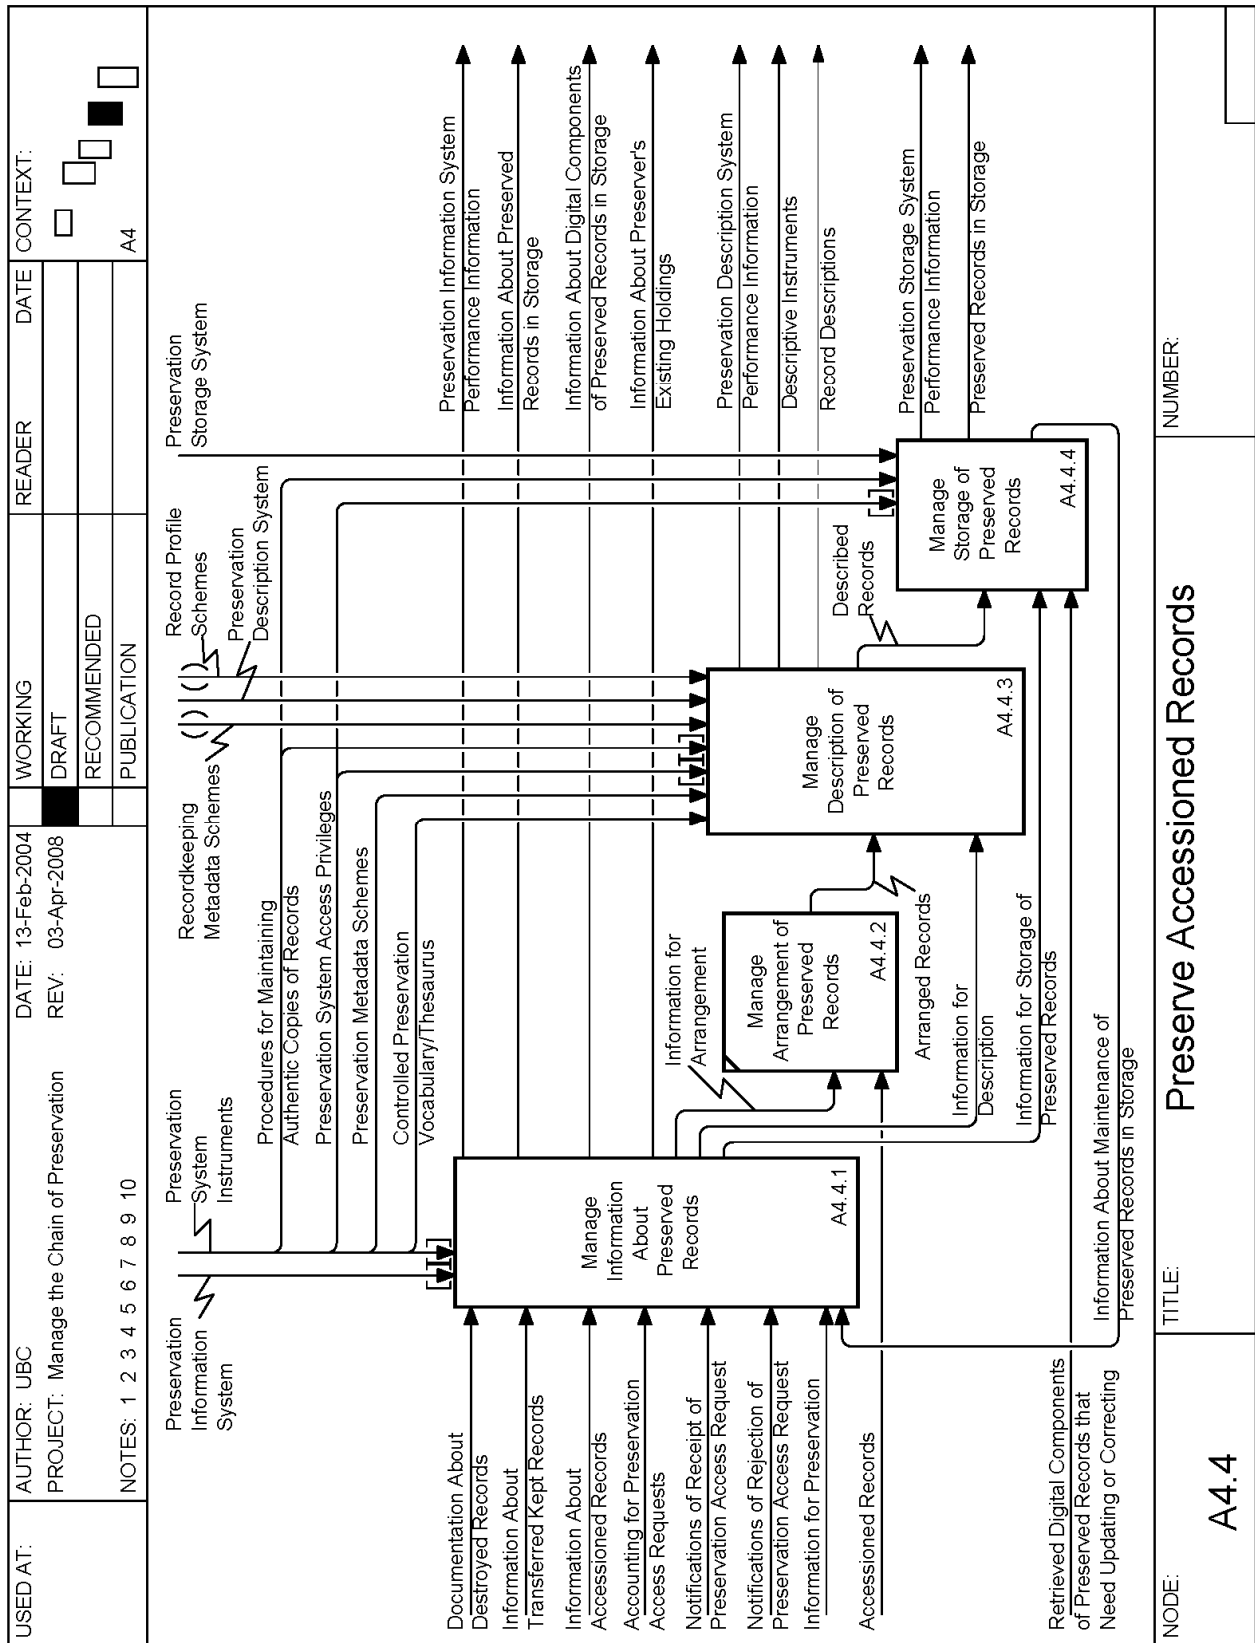 USED AT:
AUTHOR: UBC
PROJECT: Manage the Chain of Preservation
NOTES: 1 2 3 4 5 6 7 8 9 10
DATE: 13-Feb-2004
REV: 03-Apr-2008
WORKING
DRAFT
RECOMMENDED
PUBLICATION
READER
DATE
CONTEXT:
A4
Preservation
Information
System
Preservation
System
Instruments
Recordkeeping
Metadata Schemes
Record Profile
Schemes
Preservation
Description System
Preservation
Storage System
Procedures for Maintaining
Authentic Copies of Records
Preservation System Access Privileges
Preservation Metadata Schemes
Controlled Preservation
Vocabulary/Thesaurus
Documentation About
Destroyed Records
Information About
Transferred Kept Records
Information About
Accessioned Records
Accounting for Preservation
Access Requests
Notifications of Receipt of
Preservation Access Request
Notifications of Rejection of
Preservation Access Request
Information for Preservation
Accessioned Records
Retrieved Digital Components
of Preserved Records that
Need Updating or Correcting
Manage
Information
About
Preserved
Records
A4.4.1
Information for
Arrangement
Manage
Arrangement of
Preserved
Records
A4.4.2
Arranged Records
Information for
Description
Information for Storage of
Preserved Records
Information About Maintenance of
Preserved Records in Storage
Manage
Description of
Preserved
Records
A4.4.3
Described
Records
Manage
Storage of
Preserved
Records
A4.4.4
Preservation Information System
Performance Information
Information About Preserved
Records in Storage
Information About Digital Components
of Preserved Records in Storage
Information About Preserver's
Existing Holdings
Preservation Description System
Performance Information
Descriptive Instruments
Record Descriptions
Preservation Storage System
Performance Information
Preserved Records in Storage
NODE:
A4.4
TITLE:
Preserve Accessioned Records
NUMBER: